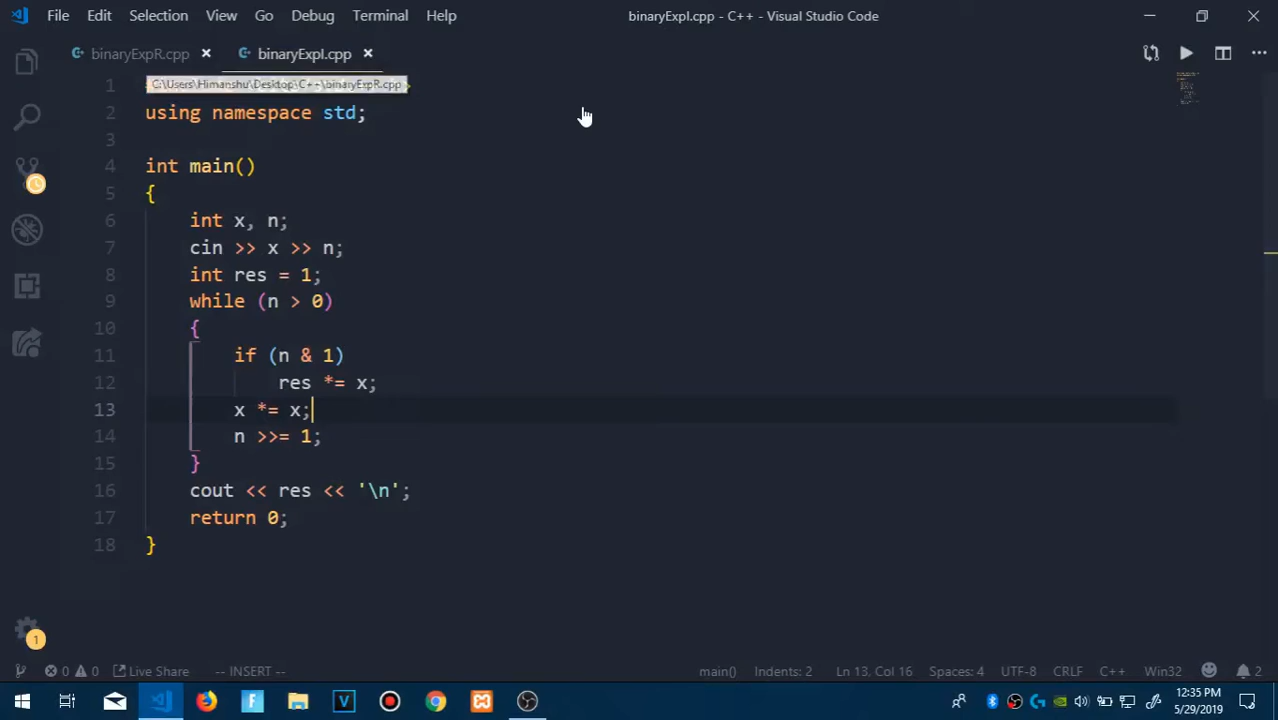 File Edit Selection View Go Debug Terminal Help binaryExpI.cpp - C++ - Visual Studio Code
binaryExpR.cpp binaryExpI.cpp
1 C:\Users\Himanshu\Desktop\C++\binaryExpR.cpp
2 using namespace std;
3
4 int main()
5 {
6 int x, n;
7 cin >> x >> n;
8 int res = 1;
9 while (n > 0)
10 {
11 if (n & 1)
12 res *= x;
13 x *= x;
14 n >>= 1;
15 }
16 cout << res << '\n';
17 return 0;
18 }
1
0 0 Live Share -- INSERT -- main() Indents: 2 Ln 13, Col 16 Spaces: 4 UTF-8 CRLF C++ Win32 2
12:35 PM
5/29/2019